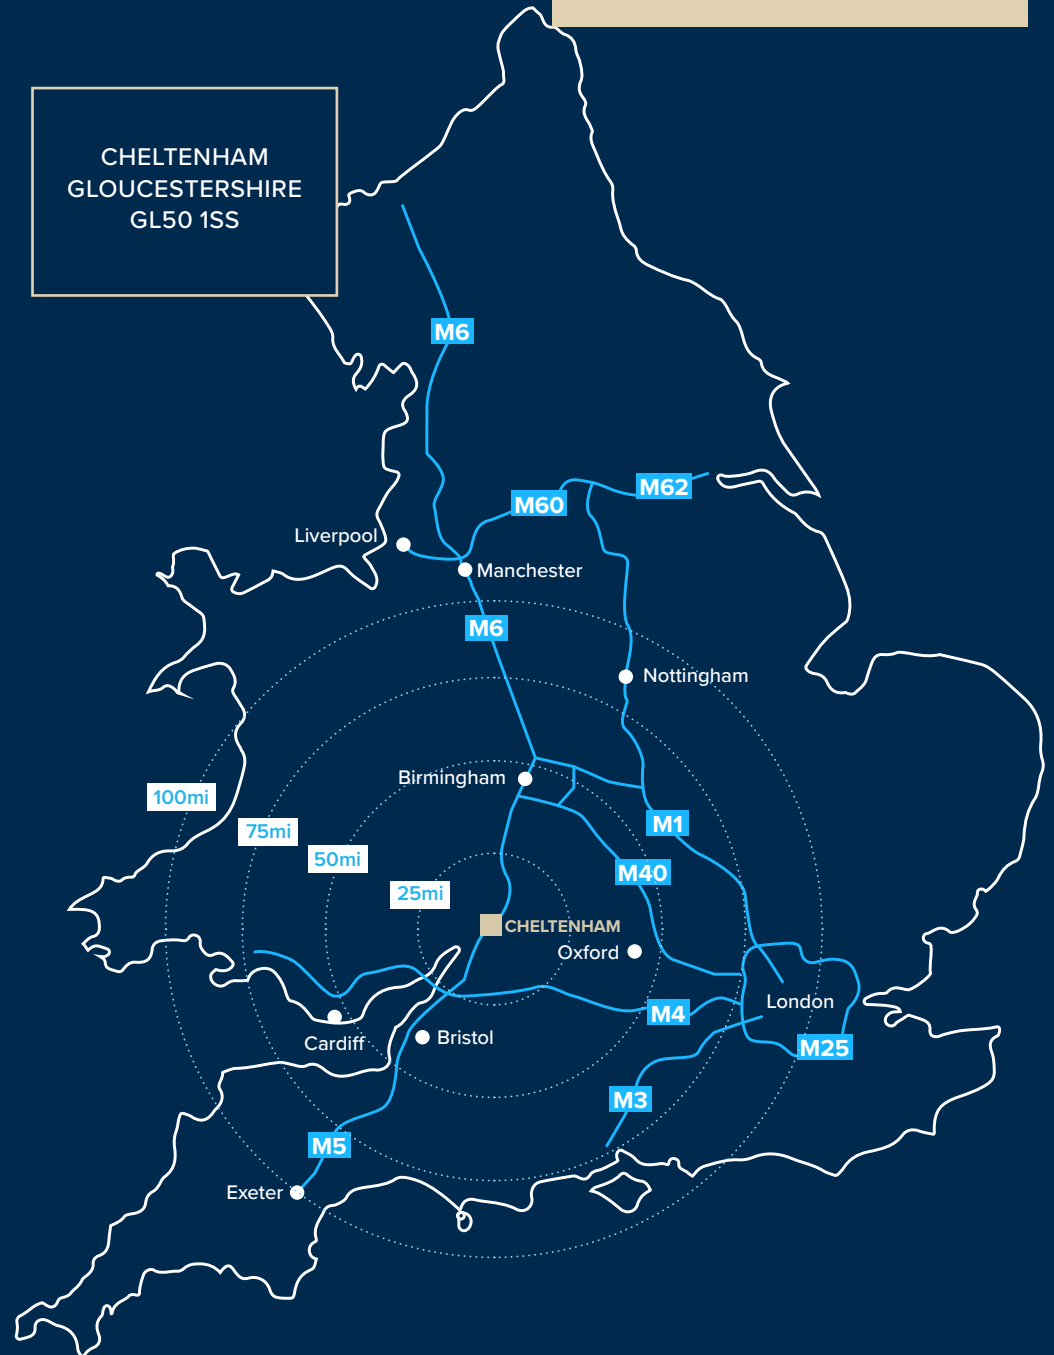 CHELTENHAM
GLOUCESTERSHIRE
GL50 1SS
M6
M62
M60
Liverpool
Manchester
M6
Nottingham
Birmingham
100mi
M1
75mi
50mi
M40
25mi
CHELTENHAM
Oxford
London
M4
Bristol
Cardiff
M25
M3
M5
Exeter